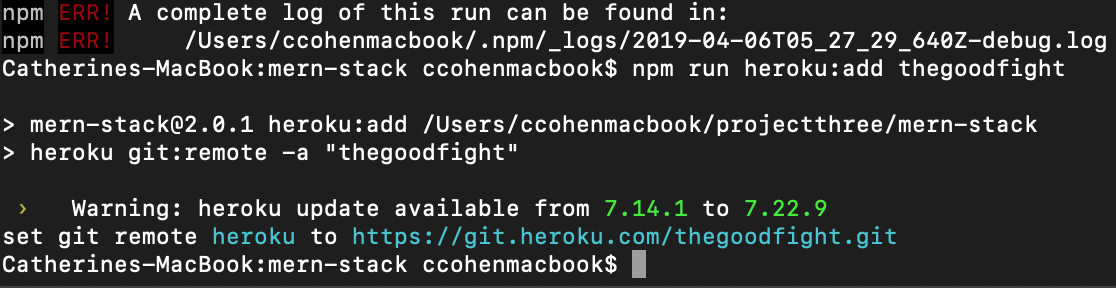 npm ERR! A complete log of this run can be found in:
npm ERR!     /Users/ccohenmacbook/.npm/_logs/2019-04-06T05_27_29_640Z-debug.log
Catherines-MacBook:mern-stack ccohenmacbook$ npm run heroku:add thegoodfight
> mern-stack@2.0.1 heroku:add /Users/ccohenmacbook/projectthree/mern-stack
> heroku git:remote -a "thegoodfight"
›   Warning: heroku update available from 7.14.1 to 7.22.9
set git remote heroku to https://git.heroku.com/thegoodfight.git
Catherines-MacBook:mern-stack ccohenmacbook$